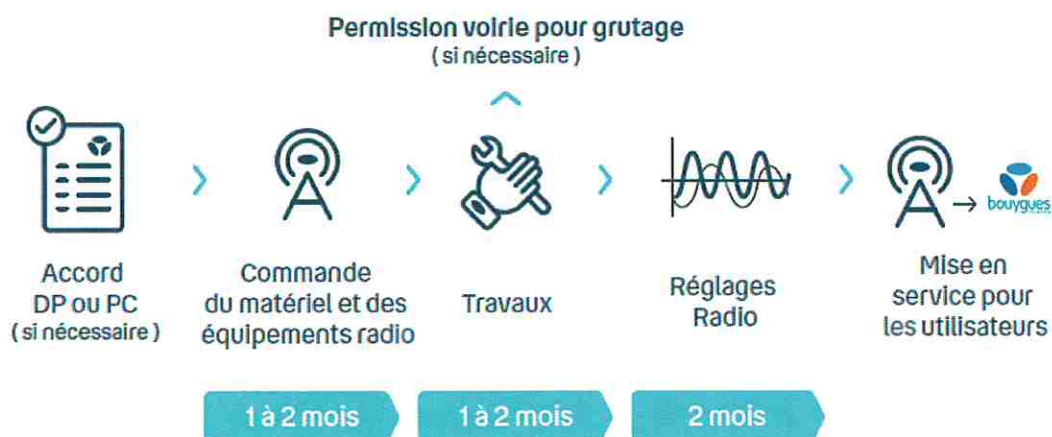 Permission voirie pour grutage
( si nécessaire )
Accord
DP ou PC
( si nécessaire )
Commande
du matériel et des
équipements radio
Travaux
Réglages
Radio
bouygues
Mise en
service pour
les utilisateurs
1 à 2 mois
1 à 2 mois
2 mois